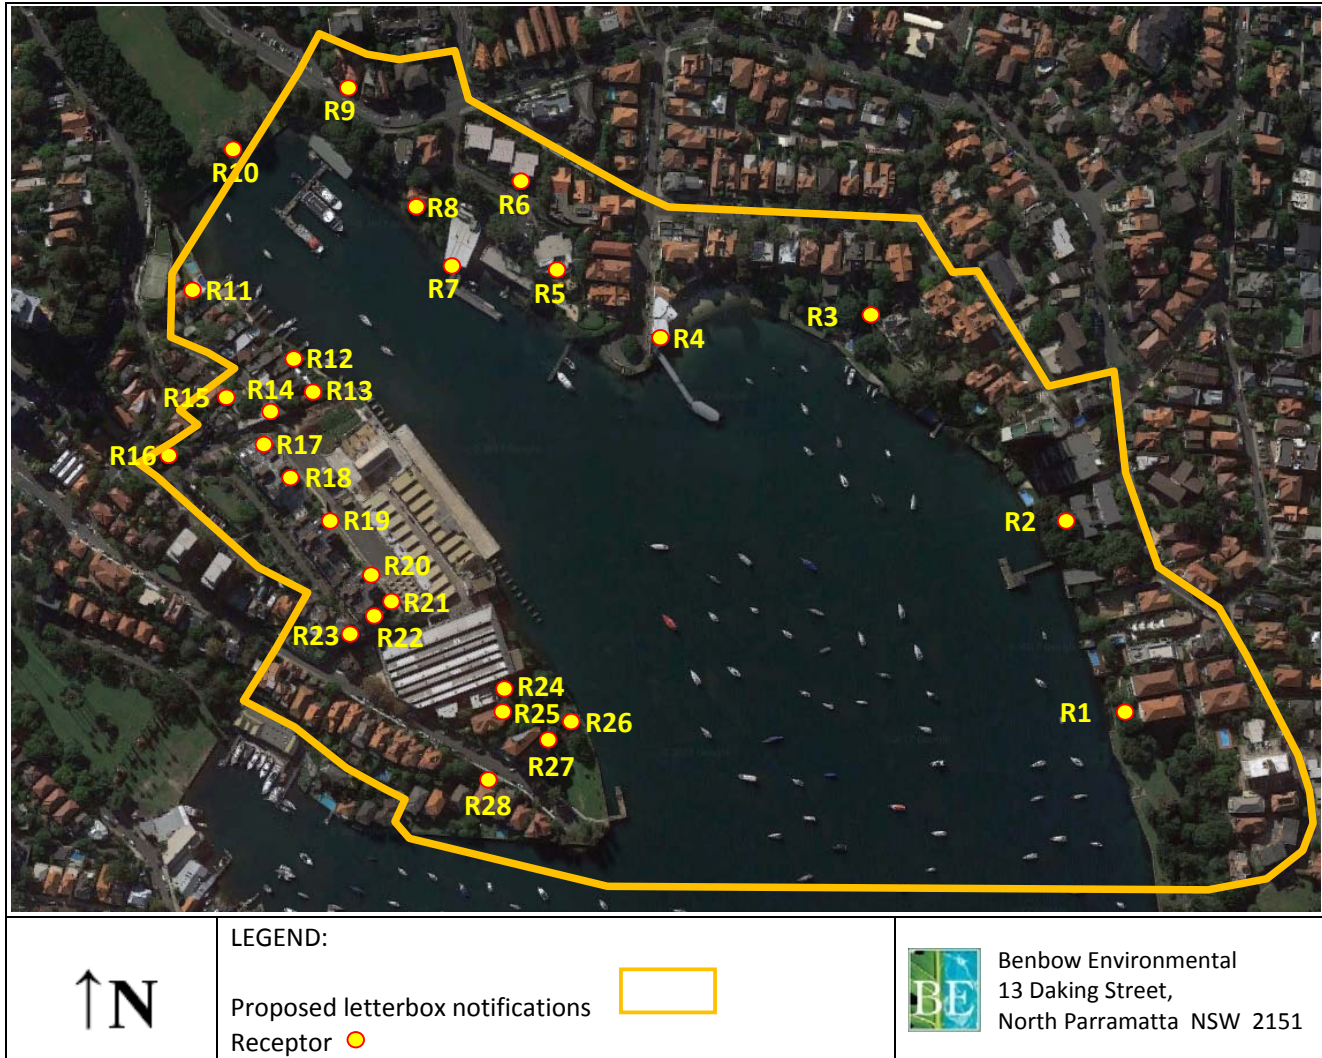 R9
R10
R6
R8
R7
R5
R11
R3
R4
R12
R13
R14
R15
R17
R16
R18
R19
R2
R20
R21
R22
R23
R24
R25
R26
R1
R27
R28
↑N
LEGEND:
Proposed letterbox notifications
Receptor
BE
Benbow Environmental
13 Daking Street,
North Parramatta NSW 2151